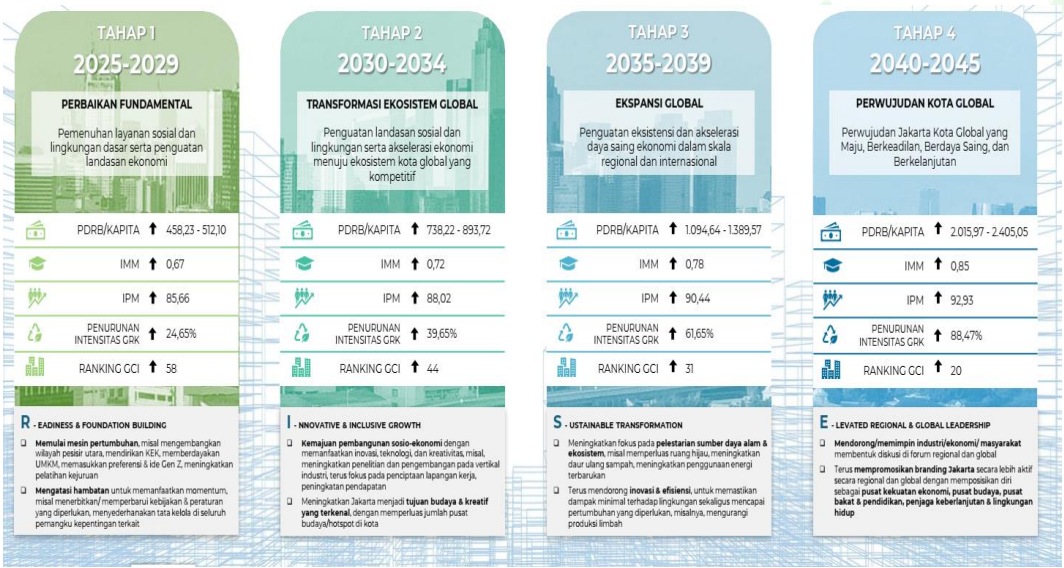 TAHAP 1
2025-2029
PERBAIKAN FUNDAMENTAL
Pemenuhan layanan sosial dan
lingkungan dasar serta penguatan
landasan ekonomi
PDRB/KAPITA 458,23 - 512,10
IMM 0,67
IPM 85,66
PENURUNAN
INTENSITAS GRK 24,65%
RANKING GCI 58
R - EADINESS & FOUNDATION BUILDING
Memulai mesin pertumbuhan, misal mengembangkan
wilayah pesisir utara, mendirikan KEK, memberdayakan
UMKM, memasukkan preferensi & ide Gen Z, meningkatkan
pelatihan kejuruan
Mengatasi hambatan untuk memanfaatkan momentum,
misal menerbitkan/ memperbarui kebijakan & peraturan
yang diperlukan, menyederhanakan tata kelola di seluruh
pemangku kepentingan terkait
TAHAP 2
2030-2034
TRANSFORMASI EKOSISTEM GLOBAL
Penguatan landasan sosial dan
lingkungan serta akselerasi ekonomi
menuju ekosistem kota global yang
kompetitif
PDRB/KAPITA 738,22 - 893,72
IMM 0,72
IPM 88,02
PENURUNAN
INTENSITAS GRK 39,65%
RANKING GCI 44
I - NNOVATIVE & INCLUSIVE GROWTH
Kemajuan pembangunan sosio-ekonomi dengan
memanfaatkan inovasi, teknologi, dan kreativitas, misal,
meningkatkan penelitian dan pengembangan pada vertikal
industri, terus fokus pada penciptaan lapangan kerja,
peningkatan pendapatan
Meningkatkan Jakarta menjadi tujuan budaya & kreatif
yang terkenal, dengan memperluas jumlah pusat
budaya/hotspot di kota
TAHAP 3
2035-2039
EKSPANSI GLOBAL
Penguatan eksistensi dan akselerasi
daya saing ekonomi dalam skala
regional dan internasional
PDRB/KAPITA 1.094,64 - 1.389,57
IMM 0,78
IPM 90,44
PENURUNAN
INTENSITAS GRK 61,65%
RANKING GCI 31
S - USTAINABLE TRANSFORMATION
Meningkatkan fokus pada pelestarian sumber daya alam &
ekosistem, misal memperluas ruang hijau, meningkatkan
daur ulang sampah, meningkatkan penggunaan energi
terbarukan
Terus mendorong inovasi & efisiensi, untuk memastikan
dampak minimal terhadap lingkungan sekaligus mencapai
pertumbuhan yang diperlukan, misalnya, mengurangi
produksi limbah
TAHAP 4
2040-2045
PERWUJUDAN KOTA GLOBAL
Perwujudan Jakarta Kota Global yang
Maju, Berkeadilan, Berdaya Saing, dan
Berkelanjutan
PDRB/KAPITA 2.015,97 - 2.405,05
IMM 0,85
IPM 92,93
PENURUNAN
INTENSITAS GRK 88,47%
RANKING GCI 20
E - LEVATED REGIONAL & GLOBAL LEADERSHIP
Mendorong/memimpin industri/ekonomi/ masyarakat
membentuk diskusi di forum regional dan global
Terus mempromosikan branding Jakarta secara lebih aktif
secara regional dan global dengan memposisikan diri
sebagai pusat kekuatan ekonomi, pusat budaya, pusat
bakat & pendidikan, penjaga keberlanjutan & lingkungan
hidup